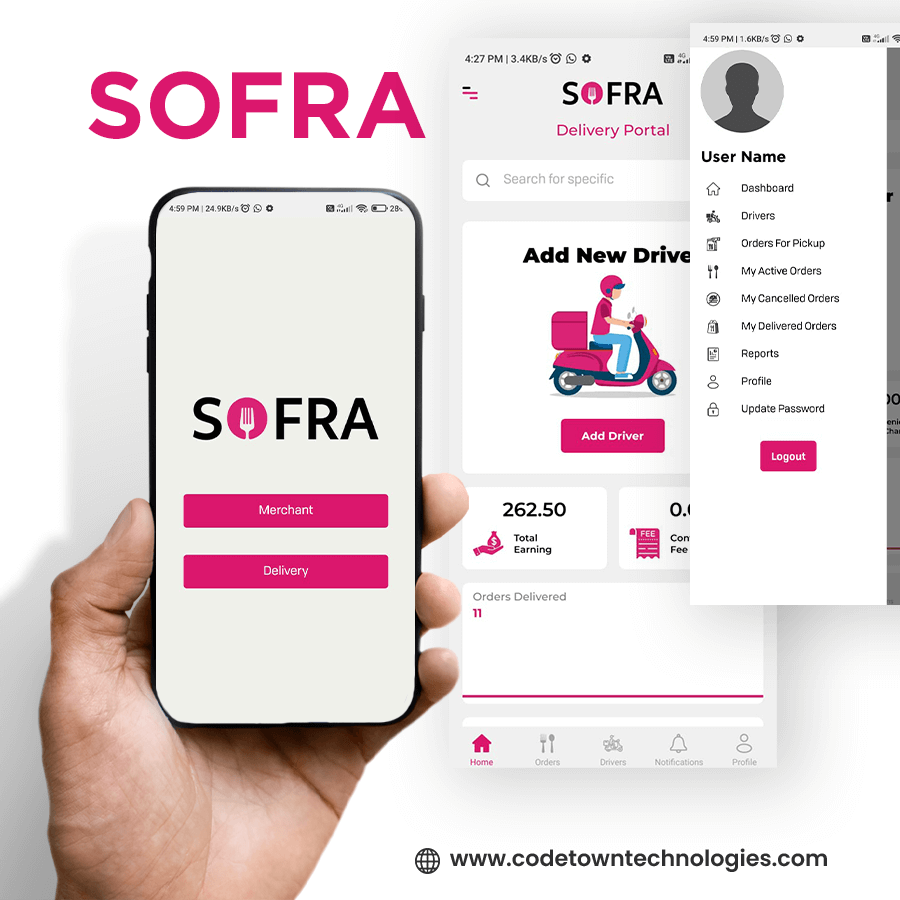 SOFRA
4:59 PM | 24.9KB/s
4G
28%
SOFRA
Merchant
Delivery
4:27 PM | 3.4KB/s
4G
SOFRA
Delivery Portal
Search for specific
Add New Drive
Add Driver
262.50
Total
Earning
0.
FEE
Fee
Orders Delivered
11
Home
Orders
Drivers
Notifications
Profile
4:59 PM | 1.6KB/s
4G
User Name
Dashboard
Drivers
Orders For Pickup
My Active Orders
My Cancelled Orders
My Delivered Orders
Reports
Profile
Update Password
Logout
www.codetowntechnologies.com